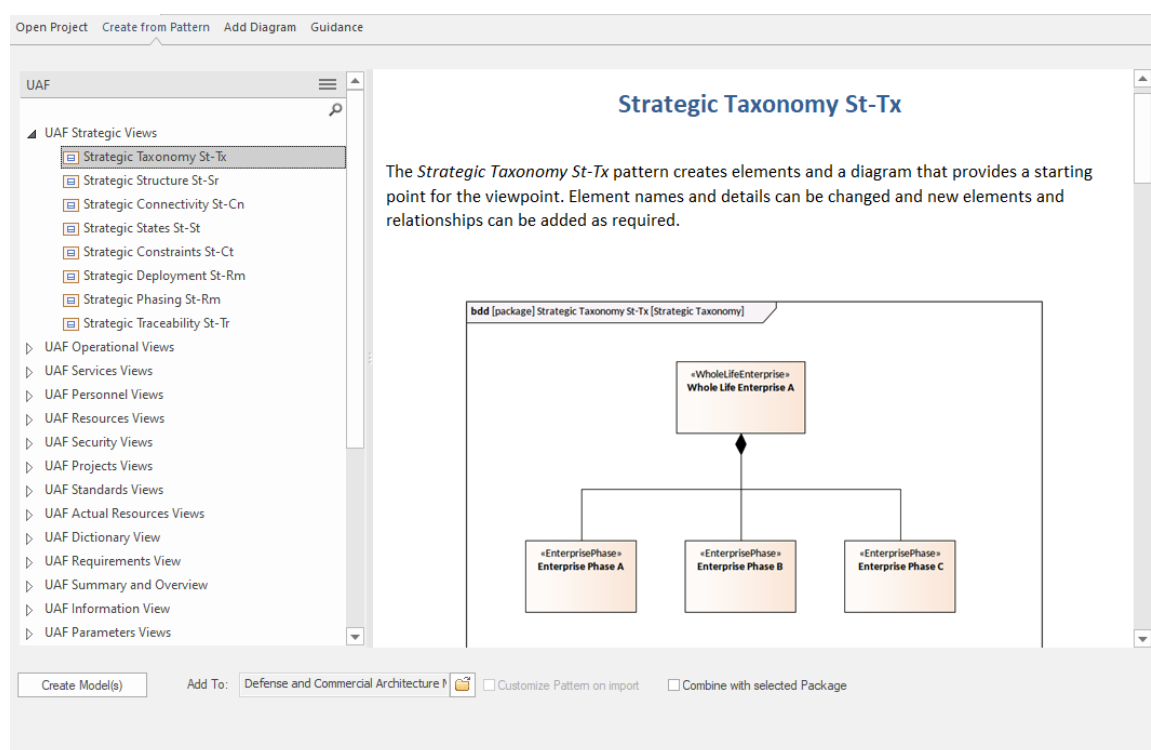 Open Project Create from Pattern Add Diagram Guidance
UAF
UAF Strategic Views
Strategic Taxonomy St-Tx
Strategic Structure St-Sr
Strategic Connectivity St-Cn
Strategic States St-St
Strategic Constraints St-Ct
Strategic Deployment St-Rm
Strategic Phasing St-Rm
Strategic Traceability St-Tr
UAF Operational Views
UAF Services Views
UAF Personnel Views
UAF Resources Views
UAF Security Views
UAF Projects Views
UAF Standards Views
UAF Actual Resources Views
UAF Dictionary View
UAF Requirements View
UAF Summary and Overview
UAF Information View
UAF Parameters Views
Strategic Taxonomy St-Tx
The Strategic Taxonomy St-Tx pattern creates elements and a diagram that provides a starting
point for the viewpoint. Element names and details can be changed and new elements and
relationships can be added as required.
bdd [package] Strategic Taxonomy St-Tx [Strategic Taxonomy]
«WholeLifeEnterprise»
Whole Life Enterprise A
«EnterprisePhase»
Enterprise Phase A
«EnterprisePhase»
Enterprise Phase B
«EnterprisePhase»
Enterprise Phase C
Create Model(s) Add To: Defense and Commercial Architecture Customize Pattern on import Combine with selected Package